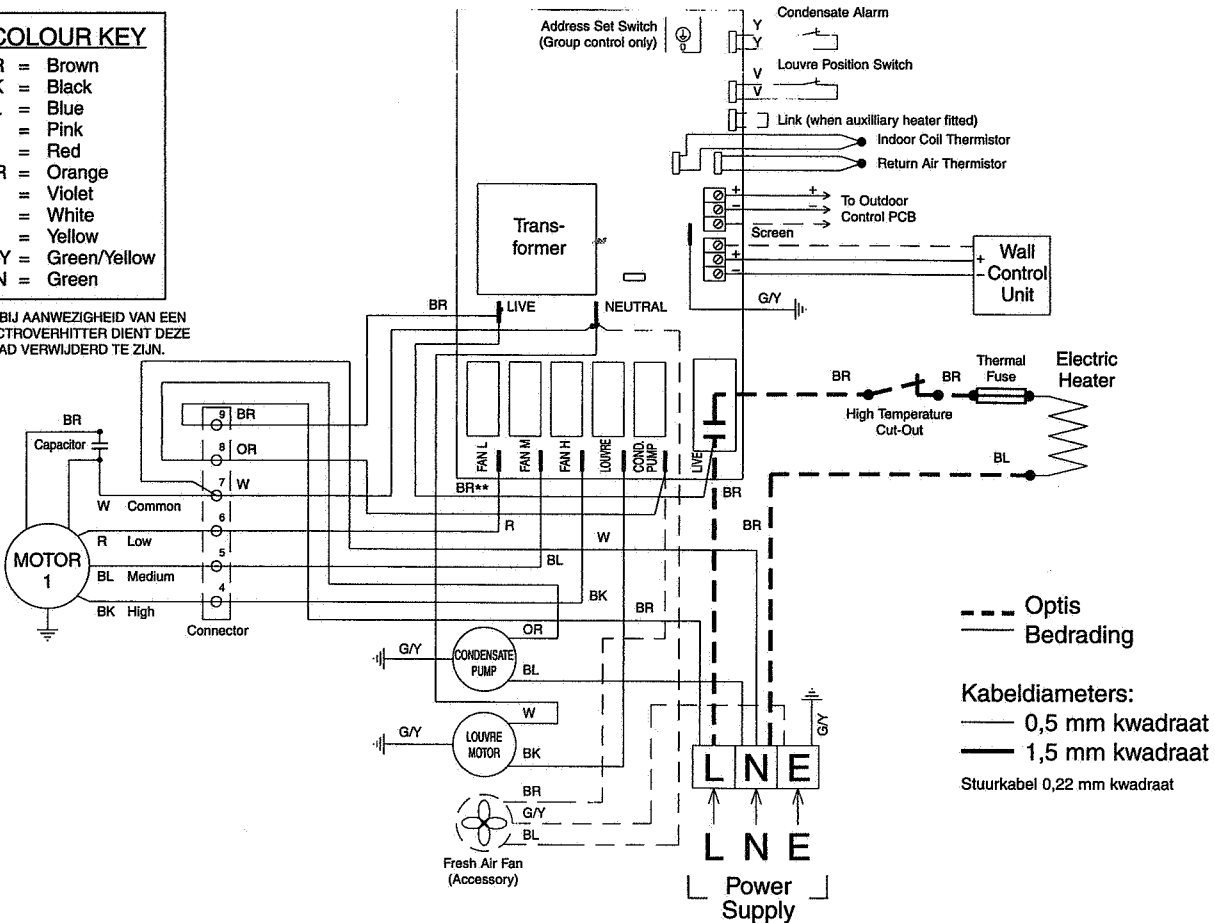 COLOUR KEY
R = Brown
K = Black
L = Blue
= Pink
= Red
R = Orange
= Violet
= White
= Yellow
Y = Green/Yellow
N = Green
BIJ AANWEZIGHEID VAN EEN
CTROVERHITTER DIENT DEZE
AD VERWIJDERD TE ZIJN.
Address Set Switch
(Group control only)
Condensate Alarm
Y
Y
Louvre Position Switch
V
V
Link (when auxilliary heater fitted)
Indoor Coil Thermistor
Return Air Thermistor
+ +
- -
To Outdoor
Control PCB
Screen
+ +
- -
Wall
Control
Unit
G/Y
Trans-
former
BR
LIVE
NEUTRAL
FAN L
FAN M
FAN H
LOUVRE
COND.
PUMP
LIVE
BR
BR
Thermal
Fuse
Electric
Heater
High Temperature
Cut-Out
BL
BR
BR
BR**
BR
Capacitor
9 BR
8 OR
7 W
6
5
4
W Common
R Low
BL Medium
BK High
MOTOR
1
Connector
R
W
BL
BK
BR
OR
G/Y
CONDENSATE
PUMP
BL
W
G/Y
LOUVRE
MOTOR
BK
BR
G/Y
BL
Fresh Air Fan
(Accessory)
G/Y
L N E
L N E
Power
Supply
Optis
Bedrading
Kabeldiameters:
0,5 mm kwadraat
1,5 mm kwadraat
Stuurkabel 0,22 mm kwadraat